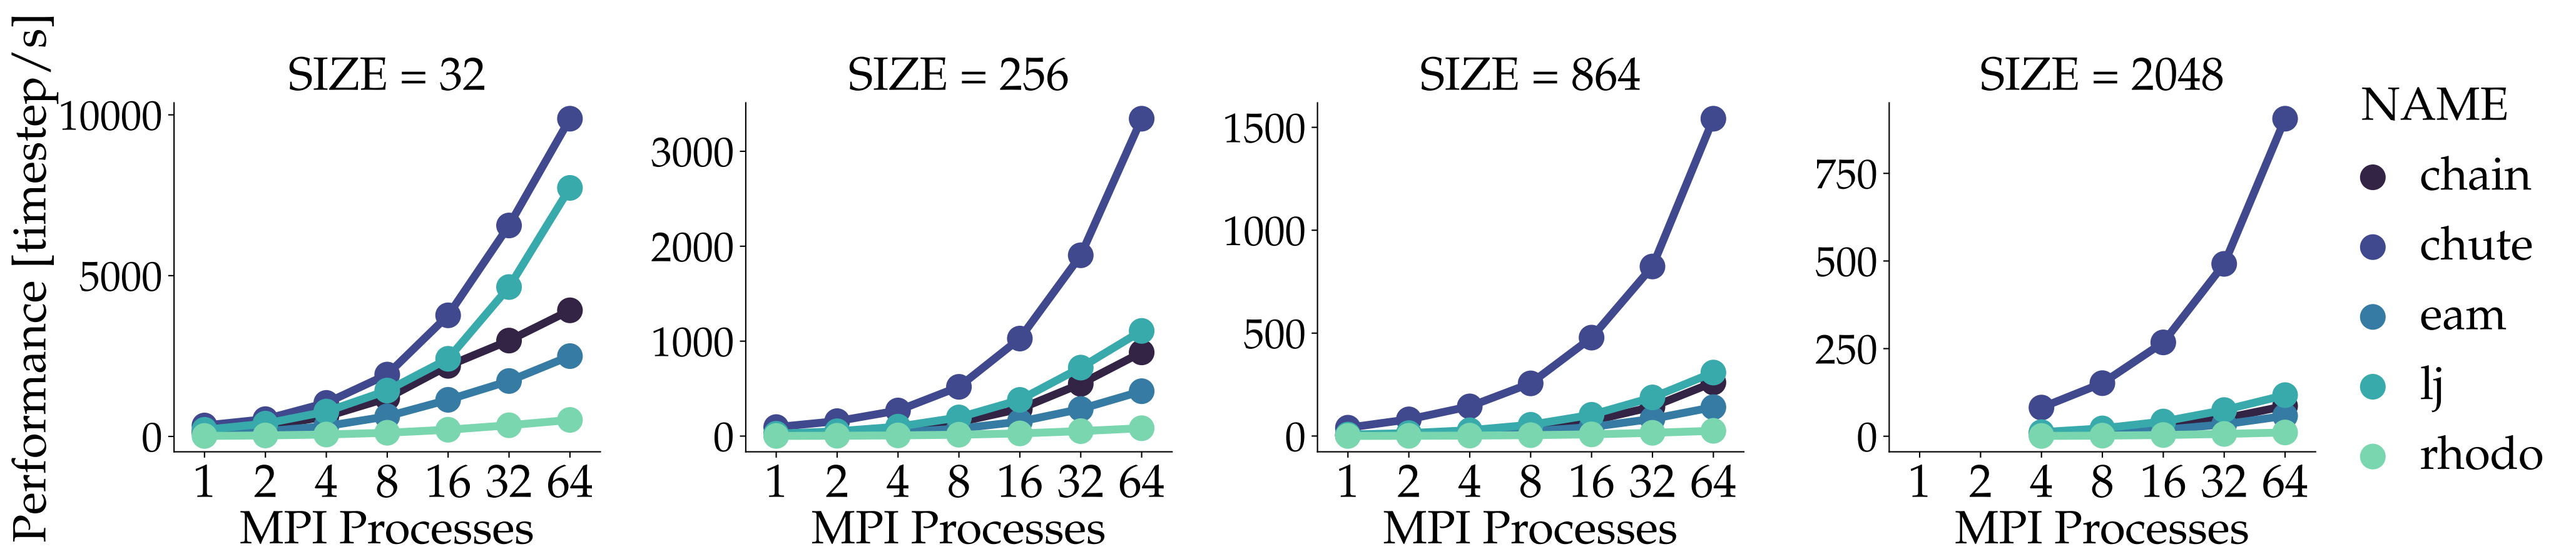 Performance [timestep/s]
SIZE = 32
10000
5000
0
1 2 4 8 16 32 64
MPI Processes
SIZE = 256
3000
2000
1000
0
1 2 4 8 16 32 64
MPI Processes
SIZE = 864
1500
1000
500
0
1 2 4 8 16 32 64
MPI Processes
SIZE = 2048
750
500
250
0
1 2 4 8 16 32 64
MPI Processes
NAME
chain
chute
eam
lj
rhodo